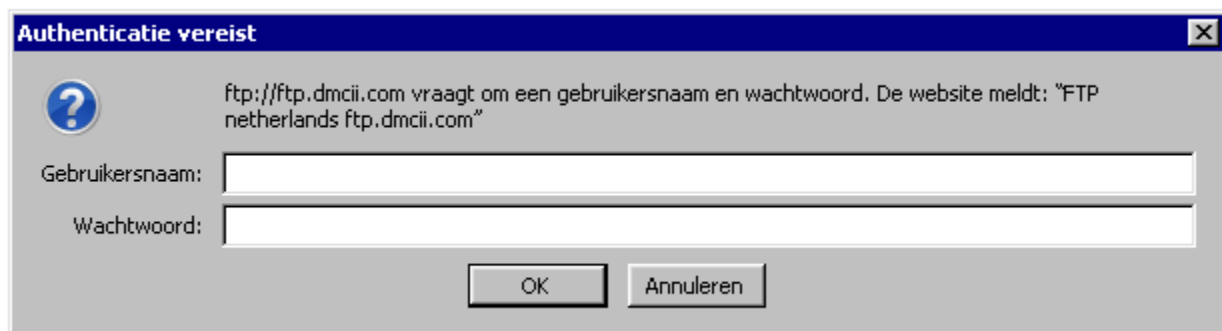 Authenticatie vereist
ftp://ftp.dmcii.com vraagt om een gebruikersnaam en wachtwoord. De website meldt: "FTP
netherlands ftp.dmcii.com"
Gebruikersnaam:
Wachtwoord:
OK
Annuleren